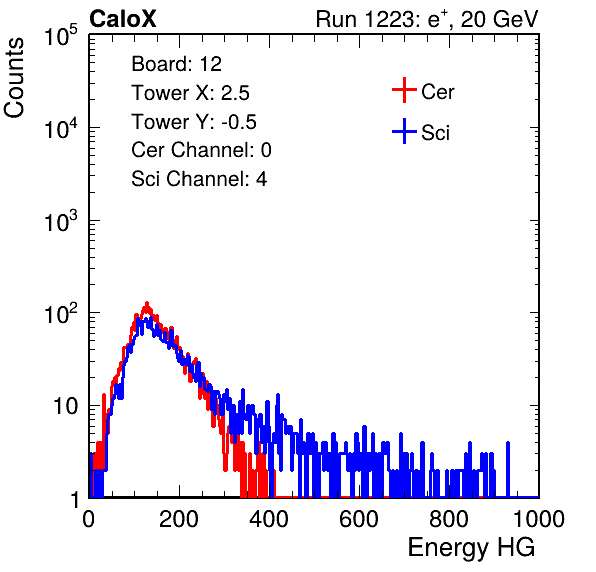 CaloX Run 1223: e⁺, 20 GeV
Counts
Board: 12
Tower X: 2.5
Tower Y: -0.5
Cer Channel: 0
Sci Channel: 4
Cer
Sci
10⁵
10⁴
10³
10²
10
1
0 200 400 600 800 1000
Energy HG